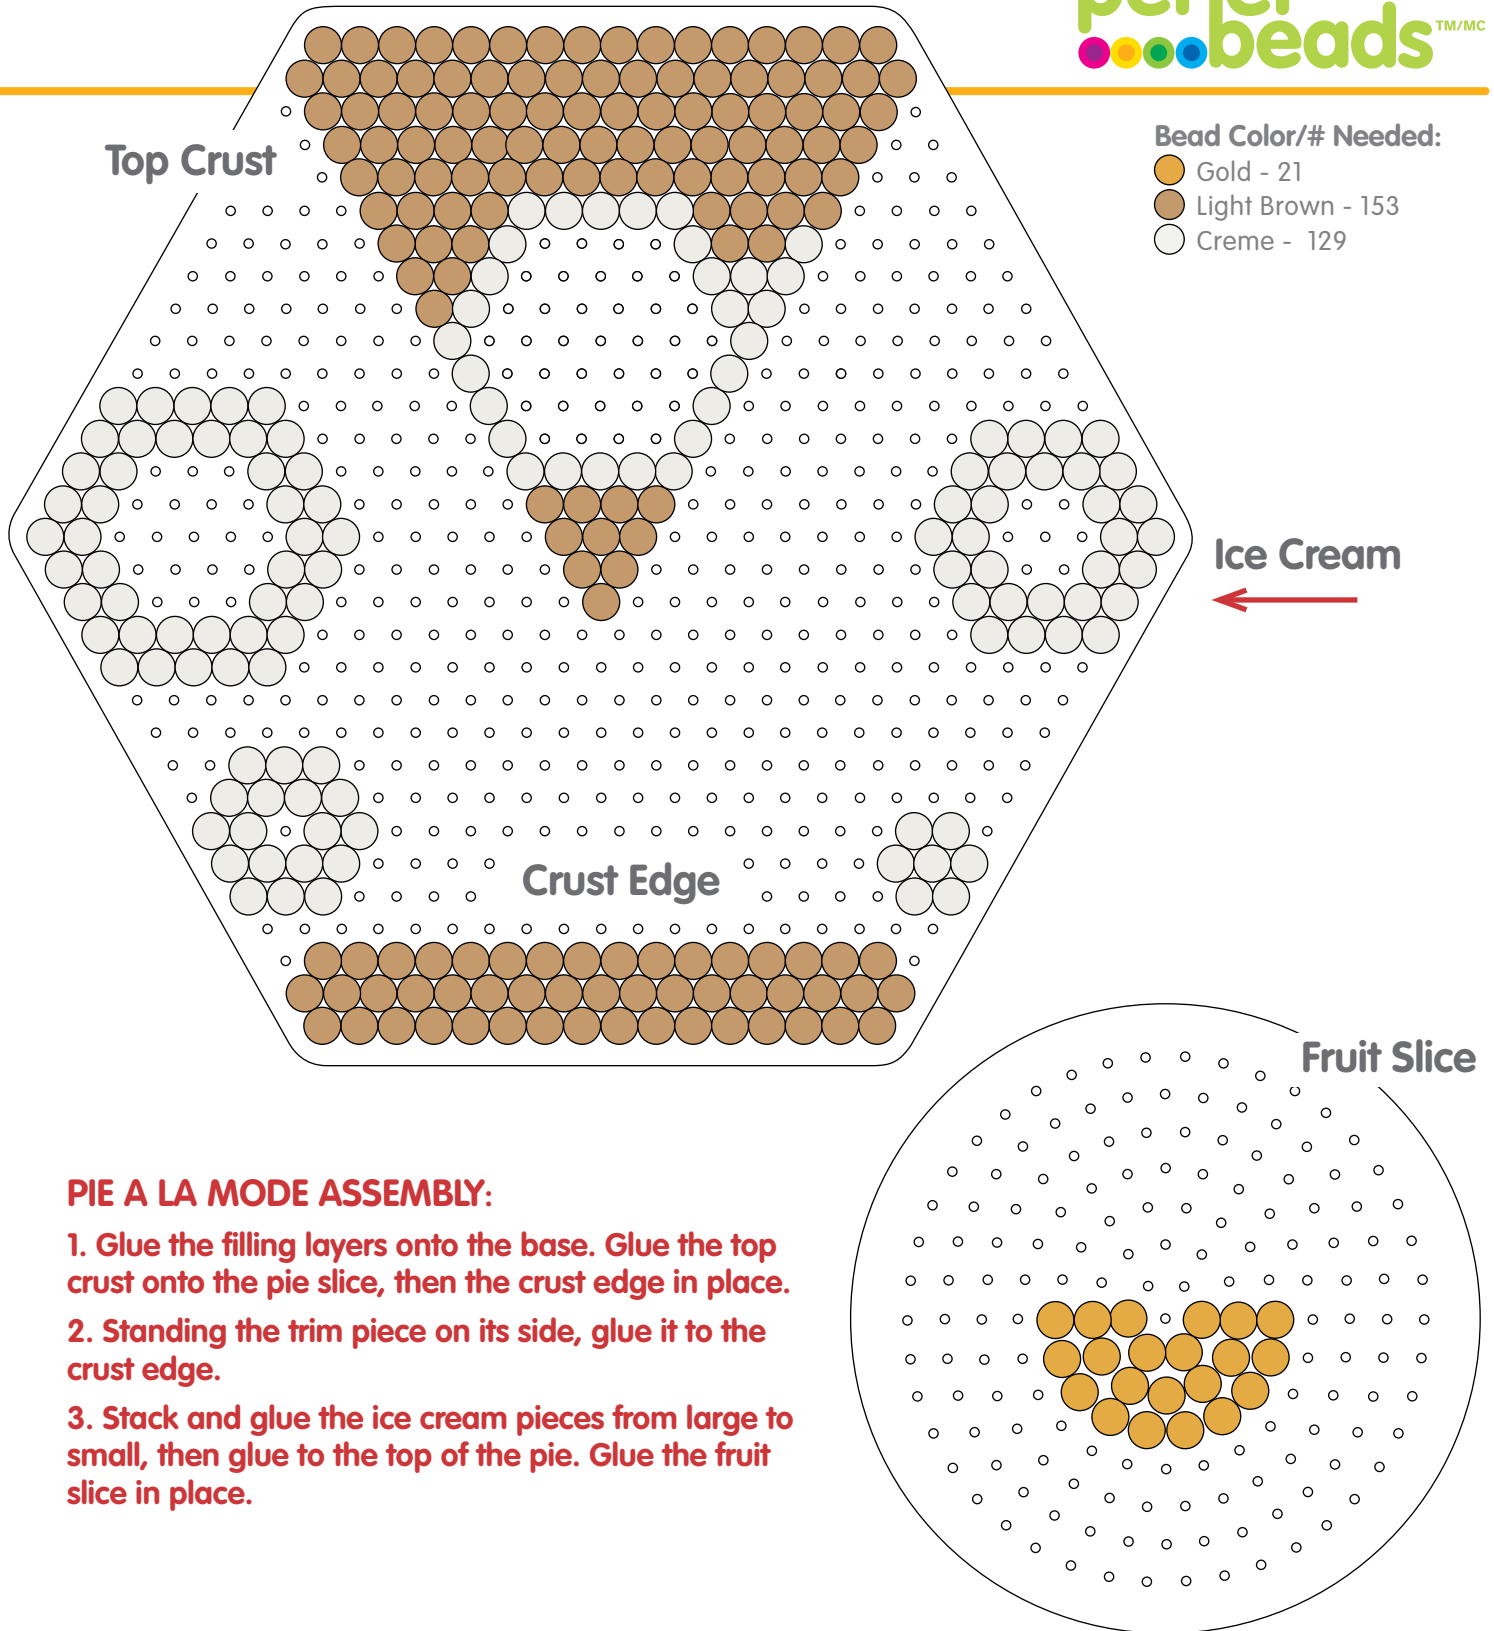 perler
beads TM/MC
Bead Color/# Needed:
Gold - 21
Light Brown - 153
Creme - 129
Top Crust
Ice Cream
Crust Edge
Fruit Slice
PIE A LA MODE ASSEMBLY:
1. Glue the filling layers onto the base. Glue the top
crust onto the pie slice, then the crust edge in place.
2. Standing the trim piece on its side, glue it to the
crust edge.
3. Stack and glue the ice cream pieces from large to
small, then glue to the top of the pie. Glue the fruit
slice in place.